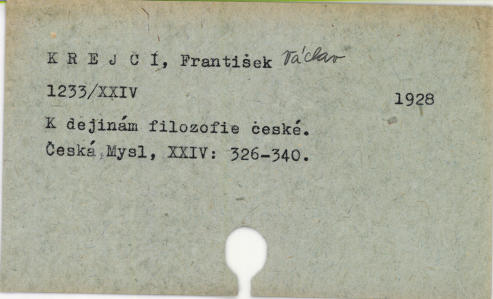 K R E J C Í, František Václav
1233/XXIV
1928
K dejinám filozofie české.
Česká Mysl, XXIV: 326-340.